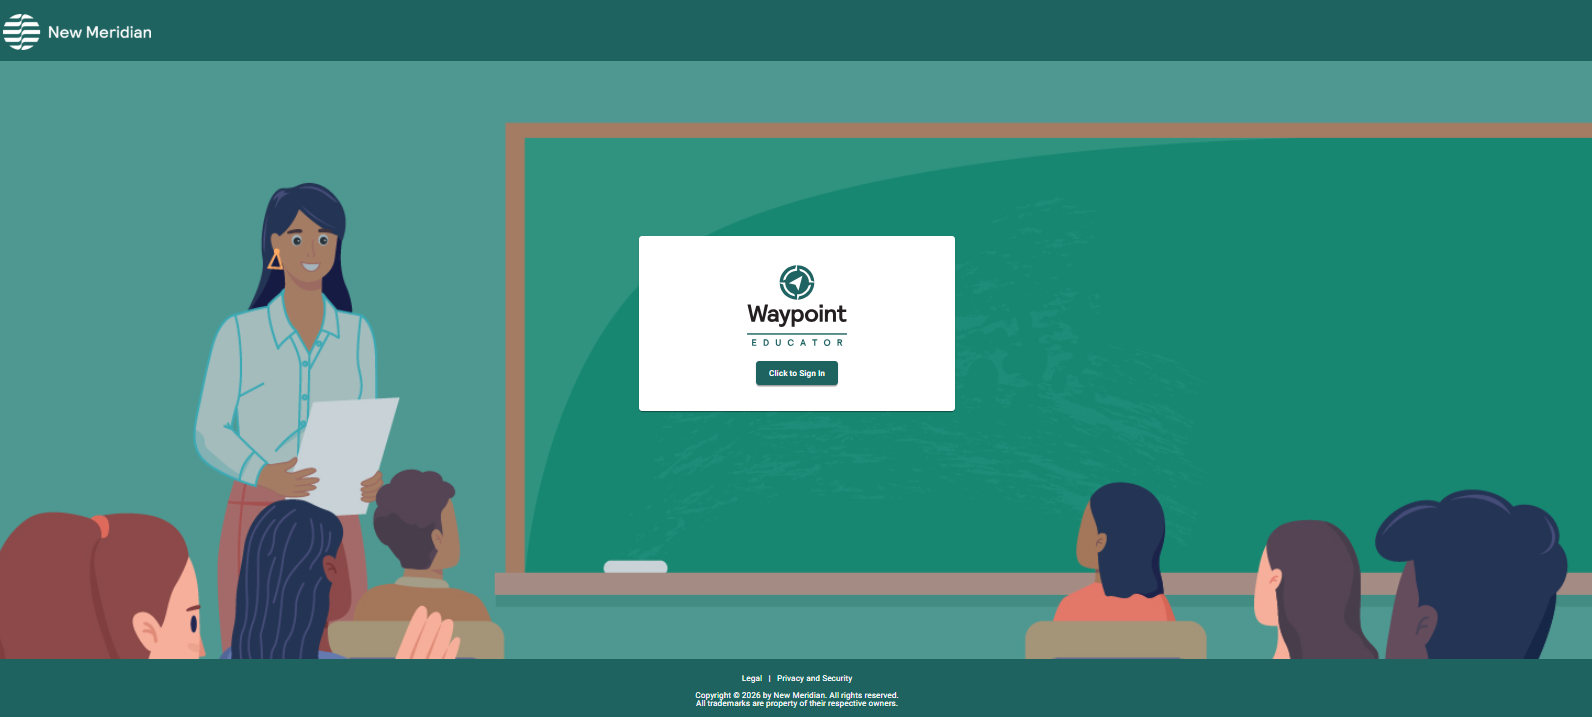 New Meridian
Waypoint
EDUCATOR
Click to Sign In
Legal | Privacy and Security
Copyright © 2026 by New Meridian. All rights reserved.
All trademarks are property of their respective owners.